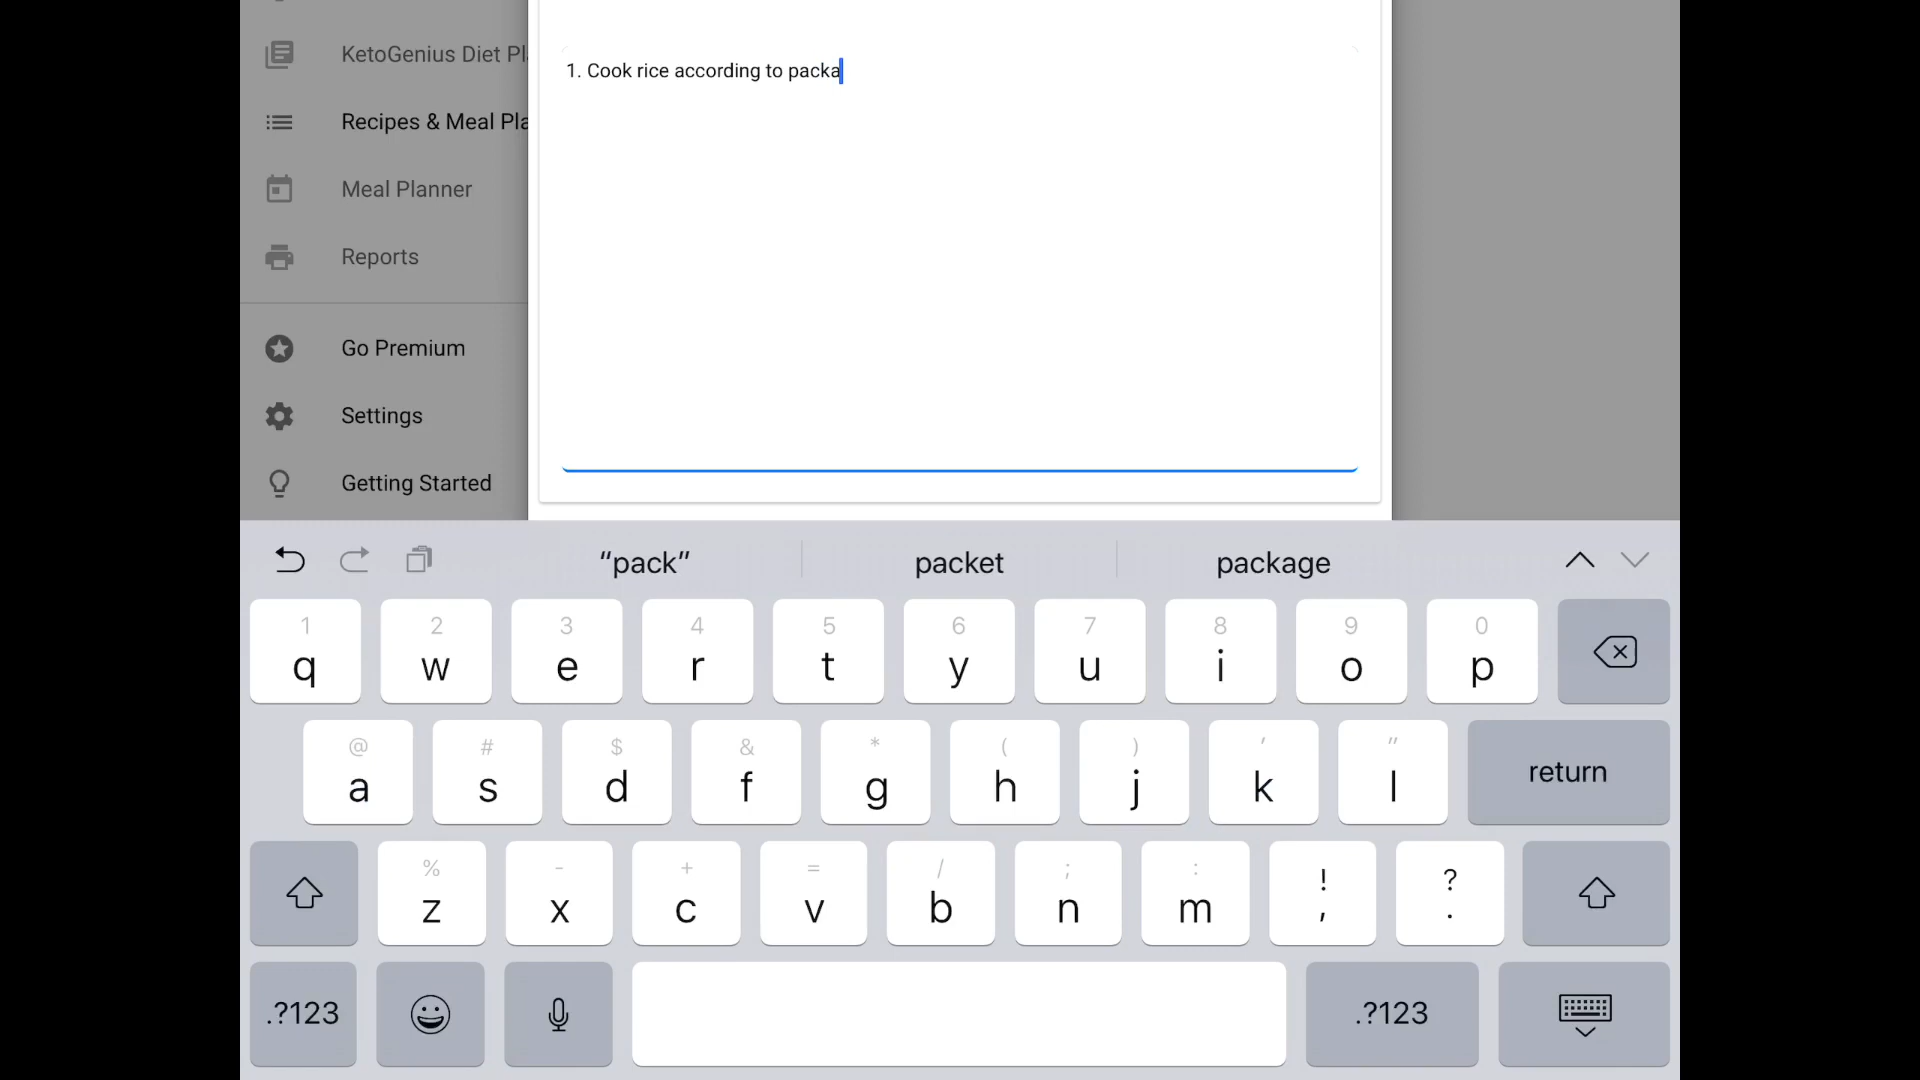 KetoGenius Diet Pl
Recipes & Meal Pla
Meal Planner
Reports
Go Premium
Settings
Getting Started
1. Cook rice according to packa
“pack” packet package
1 2 3 4 5 6 7 8 9 0
q w e r t y u i o p
@ # $ & * ( ) ' "
a s d f g h j k l return
% - + = / ; : ! ?
z x c v b n m , .
.?123 .?123